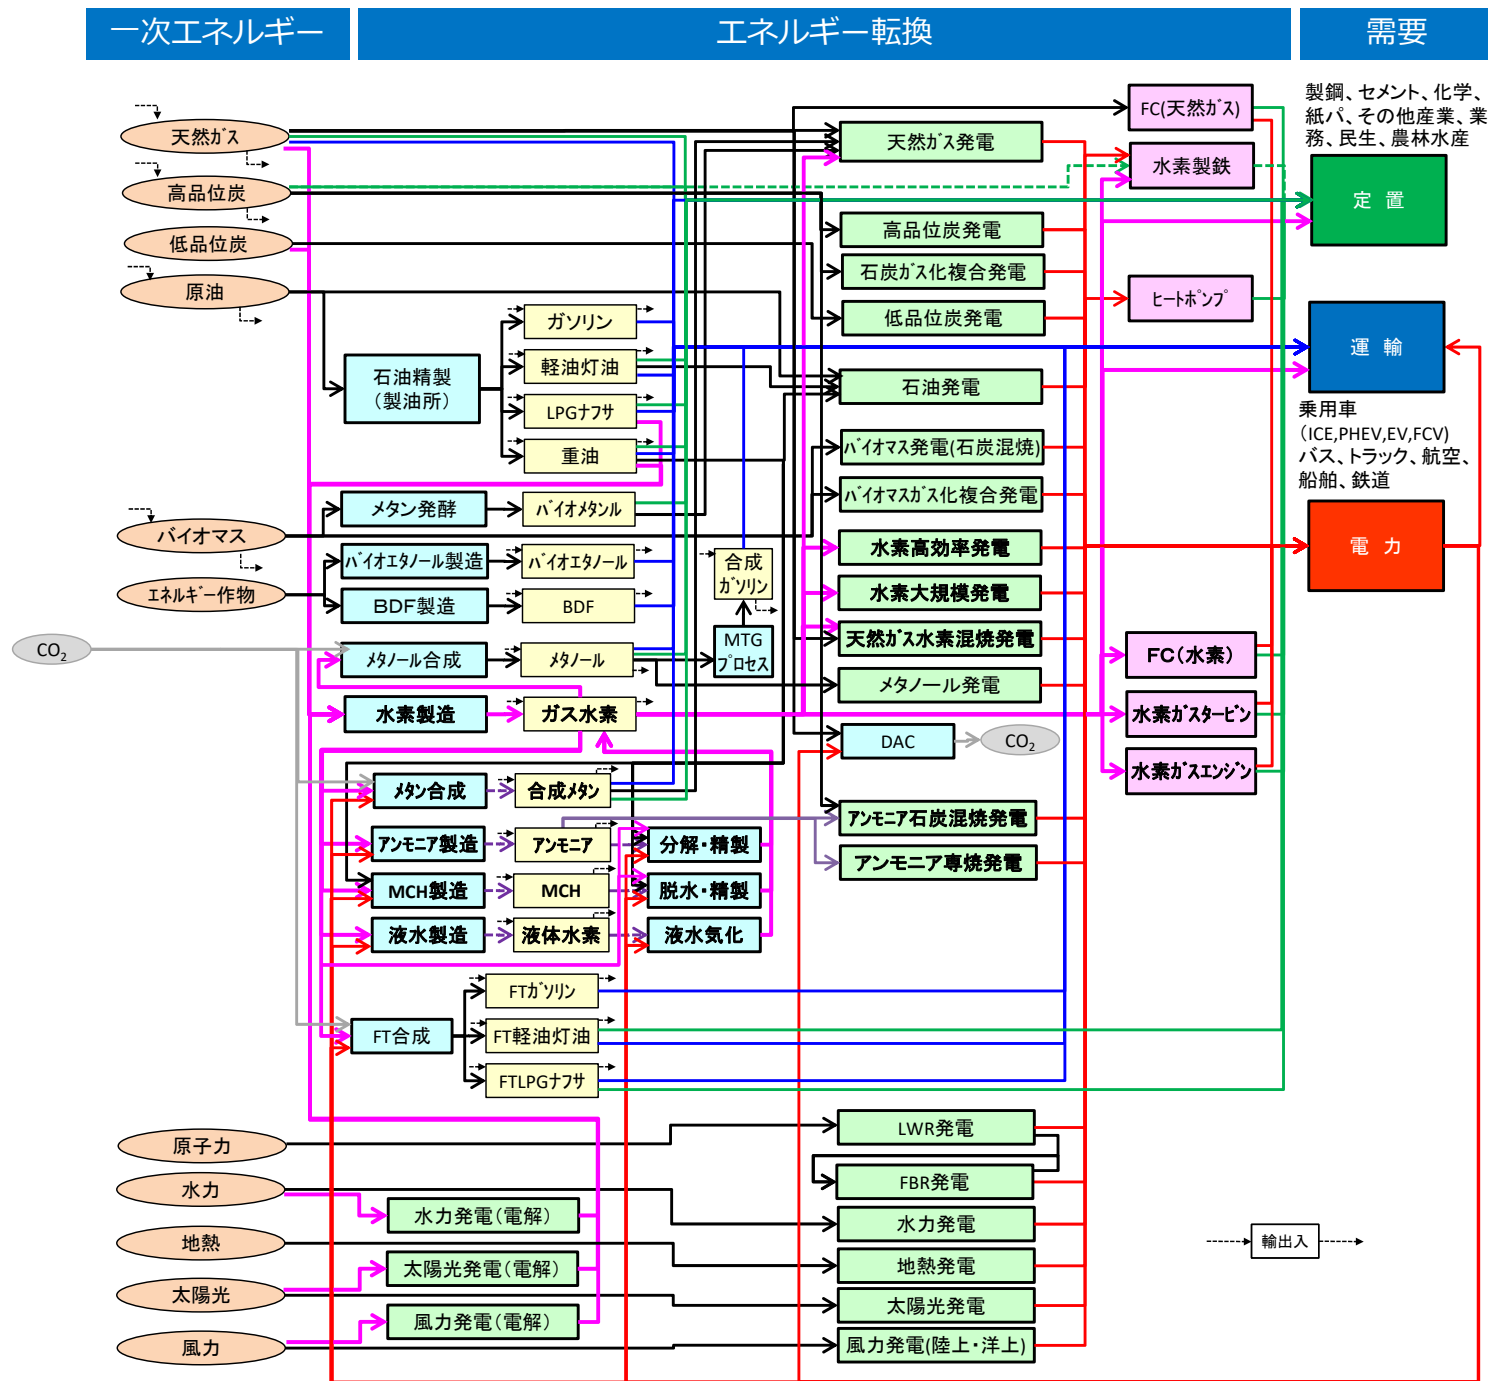 一次エネルギー
エネルギー転換
需要
天然ガス
高品位炭
低品位炭
原油
バイオマス
エネルギー作物
CO2
原子力
水力
地熱
太陽光
風力
石油精製
（製油所）
メタン発酵
バイオエタノール製造
BDF製造
メタノール合成
水素製造
メタン合成
アンモニア製造
MCH製造
液水製造
FT合成
水力発電（電解）
太陽光発電（電解）
風力発電（電解）
ガソリン
軽油灯油
LPGナフサ
重油
バイオメタンル
バイオエタノール
BDF
メタノール
ガス水素
合成メタン
アンモニア
MCH
液体水素
FTガソリン
FT軽油灯油
FTLPGナフサ
合成
ガソリン
MTG
プロセス
分解・精製
脱水・精製
液水気化
天然ガス発電
高品位炭発電
石炭ガス化複合発電
低品位炭発電
石油発電
バイオマス発電(石炭混焼)
バイオマスガス化複合発電
水素高効率発電
水素大規模発電
天然ガス水素混焼発電
メタノール発電
DAC
CO2
アンモニア石炭混焼発電
アンモニア専焼発電
LWR発電
FBR発電
水力発電
地熱発電
太陽光発電
風力発電(陸上・洋上)
FC(天然ガス)
水素製鉄
ヒートポンプ
FC(水素)
水素ガスタービン
水素ガスエンジン
製鋼、セメント、化学、
紙パ、その他産業、業
務、民生、農林水産
定 置
運 輸
乗用車
（ICE,PHEV,EV,FCV)
バス、トラック、航空、
船舶、鉄道
電 力
輸出入